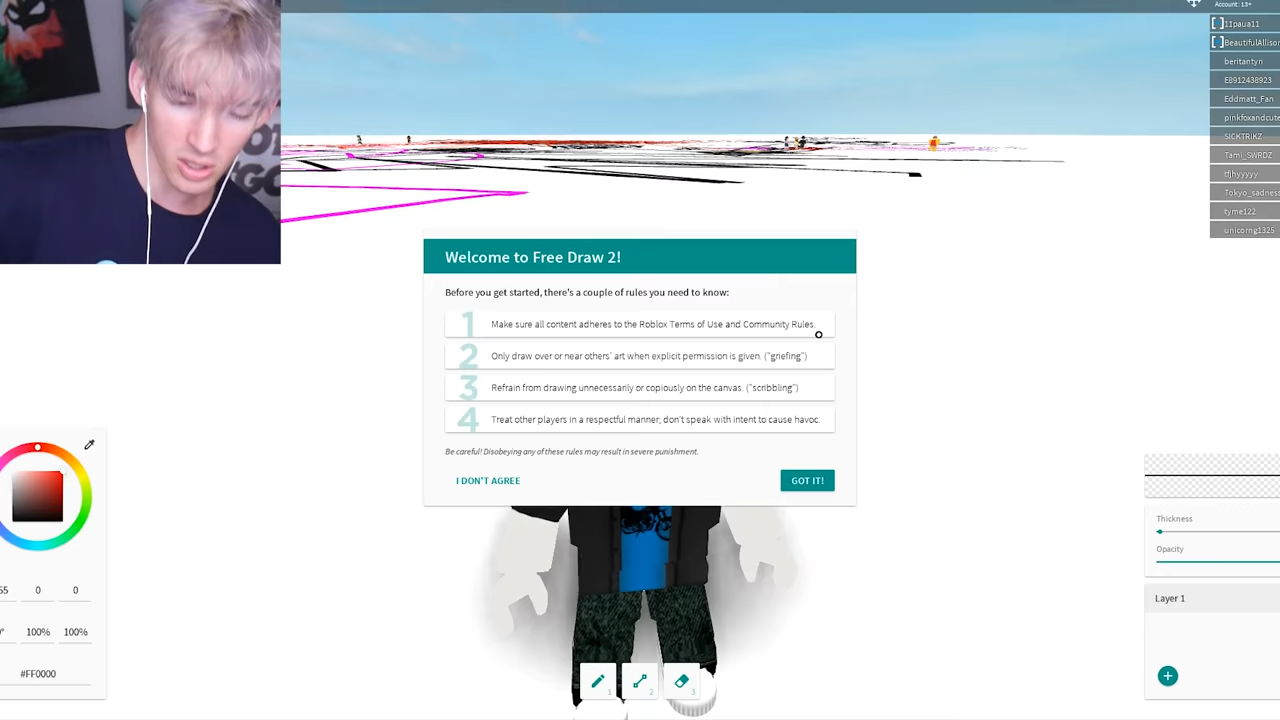 Account: 13+
11paua11
BeautifulAllison
beritantyn
E8912438923
Eddmatt_Fan
pinkfoxandcute
SICKTRIKZ
Tami_SWRDZ
tfjhyyyyy
Tokyo_sadness
tyme122
unicorng1325
Welcome to Free Draw 2!
Before you get started, there's a couple of rules you need to know:
1 Make sure all content adheres to the Roblox Terms of Use and Community Rules.
2 Only draw over or near others' art when explicit permission is given. ("griefing")
3 Refrain from drawing unnecessarily or copiously on the canvas. ("scribbling")
4 Treat other players in a respectful manner; don't speak with intent to cause havoc.
Be careful! Disobeying any of these rules may result in severe punishment.
I DON'T AGREE
GOT IT!
55 0 0
0° 100% 100%
#FF0000
Thickness
Opacity
Layer 1
1 2 3